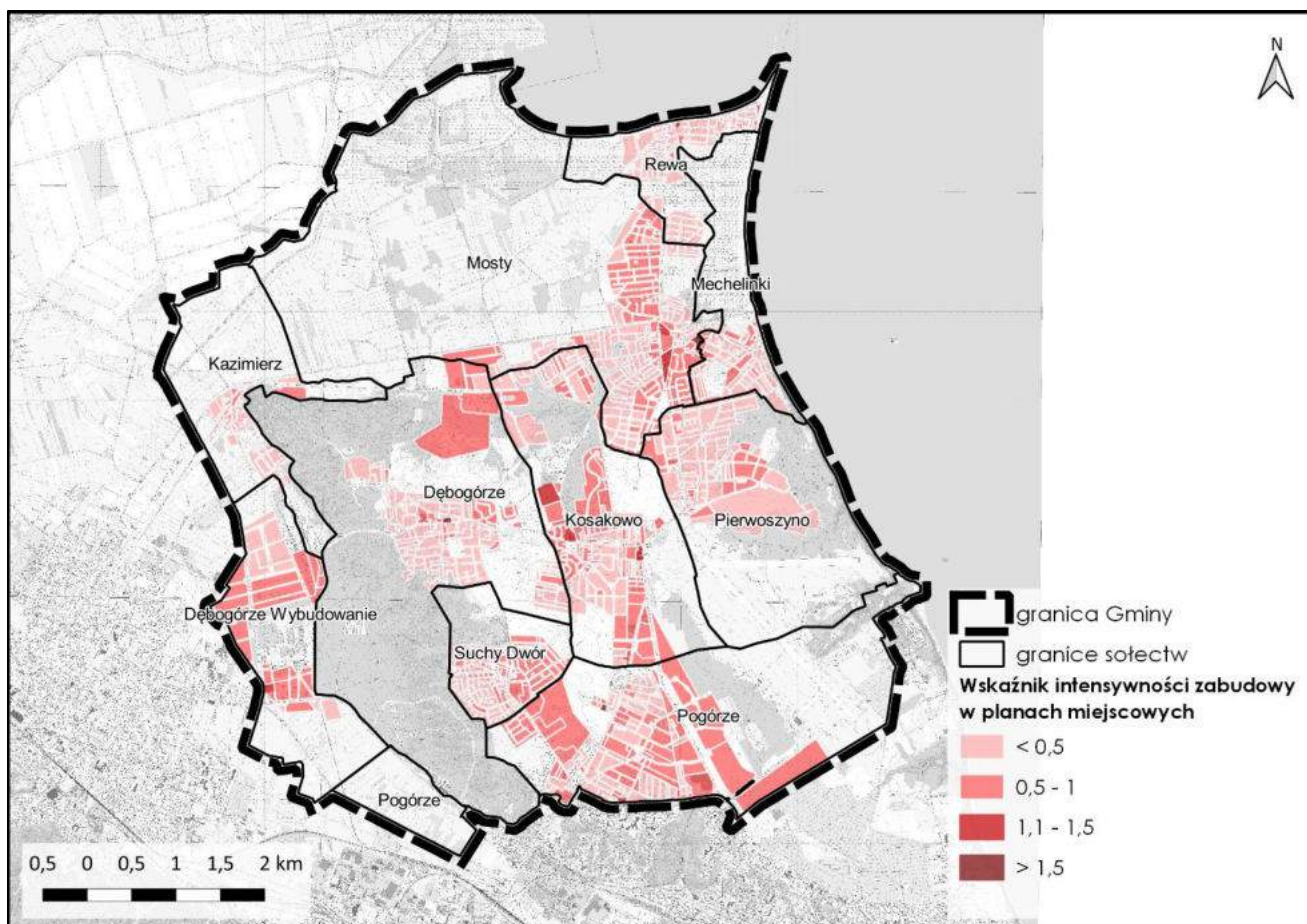 N
Rewa
Mosty
Mechelinki
Kazimierz
Dębogórze
Kosakowo
Pierwoszyno
Dębogórze Wybudowanie
Suchy Dwór
Pogórze
Pogórze
granica Gminy
granice sołectw
Wskaźnik intensywności zabudowy
w planach miejscowych
< 0,5
0,5 - 1
1,1 - 1,5
> 1,5
0,5 0 0,5 1 1,5 2 km